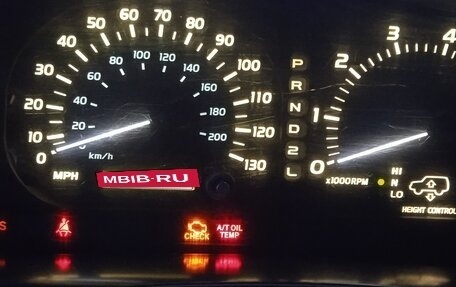 0 10 20 30 40 50 60 70 80 90 100 110 120 130
MPH
20 40 60 80 100 120 140 160 180 200
km/h
MBIB-RU
P
R
N
D
2
L
0 1 2 3 4
x1000RPM
HI
N
LO
HEIGHT CONTROL
CHECK
A/T OIL
TEMP